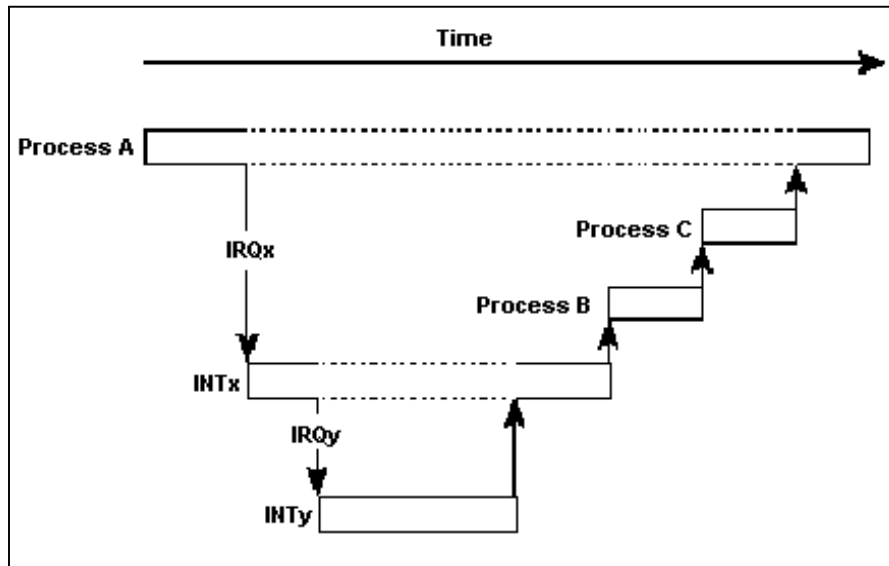 Time
Process A
IRQx
Process C
Process B
INTx
IRQy
INTy